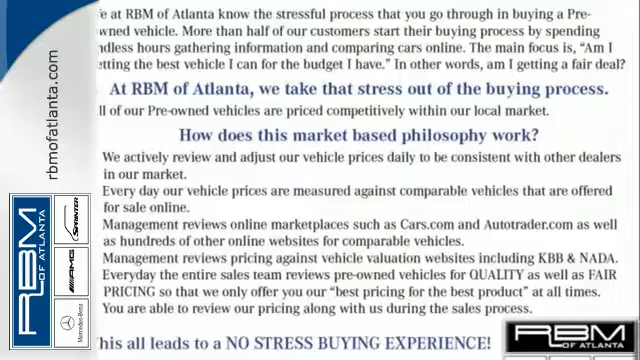 e at RBM of Atlanta know the stressful process that you go through in buying a Pre-
wned vehicle. More than half of our customers start their buying process by spending
ndless hours gathering information and comparing cars online. The main focus is, "Am I
etting the best vehicle I can for the budget I have." In other words, am I getting a fair deal?
At RBM of Atlanta, we take that stress out of the buying process.
ll of our Pre-owned vehicles are priced competitively within our local market.
How does this market based philosophy work?
We actively review and adjust our vehicle prices daily to be consistent with other dealers
in our market.
Every day our vehicle prices are measured against comparable vehicles that are offered
for sale online.
Management reviews online marketplaces such as Cars.com and Autotrader.com as well
as hundreds of other online websites for comparable vehicles.
Management reviews pricing against vehicle valuation websites including KBB & NADA.
Everyday the entire sales team reviews pre-owned vehicles for QUALITY as well as FAIR
PRICING so that we only offer you our "best pricing for the best product" at all times.
You are able to review our pricing along with us during the sales process.
his all leads to a NO STRESS BUYING EXPERIENCE!
rbmofatlanta.com
RBM
OF ATLANTA
SPRINTER
AMG
Mercedes-Benz
RBM
OF ATLANTA